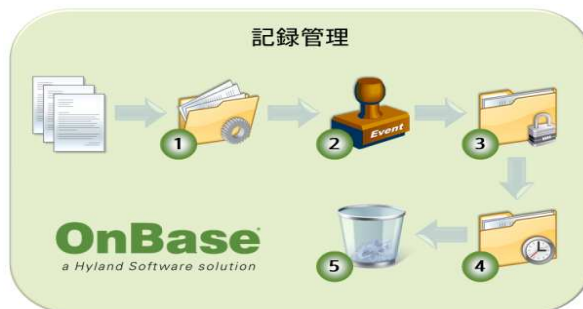 記録管理
1
2
Event
3
OnBase
a Hyland Software solution
5
4